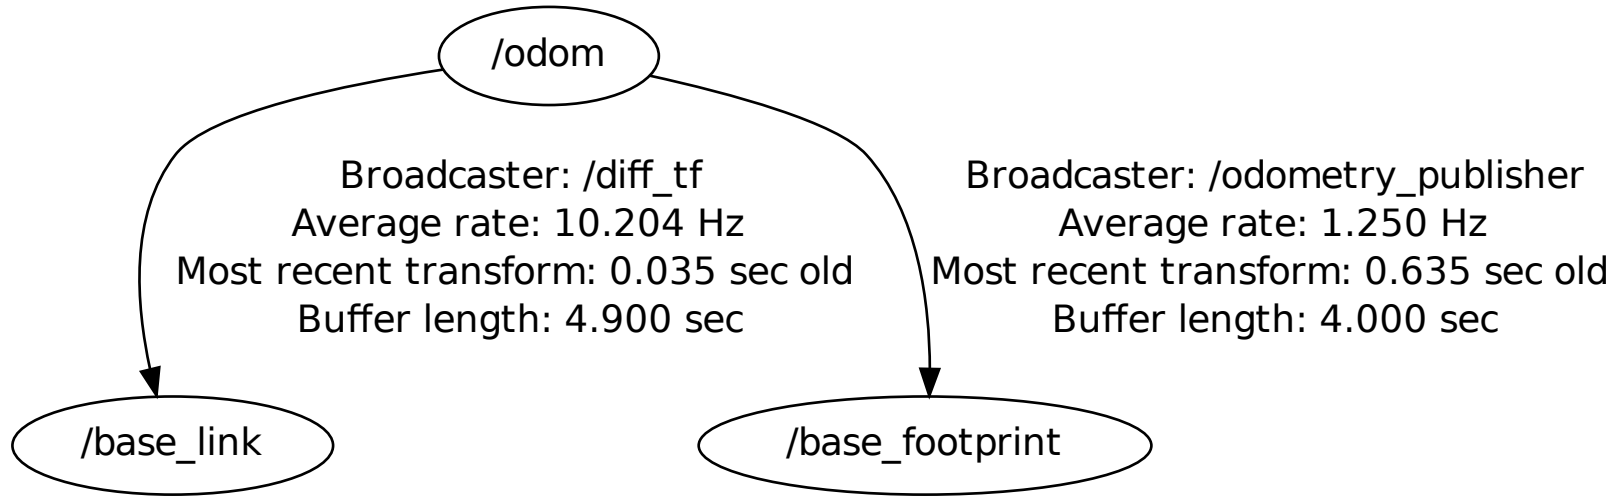 /odom
Broadcaster: /diff_tf
Average rate: 10.204 Hz
Most recent transform: 0.035 sec old
Buffer length: 4.900 sec
Broadcaster: /odometry_publisher
Average rate: 1.250 Hz
Most recent transform: 0.635 sec old
Buffer length: 4.000 sec
/base_link
/base_footprint